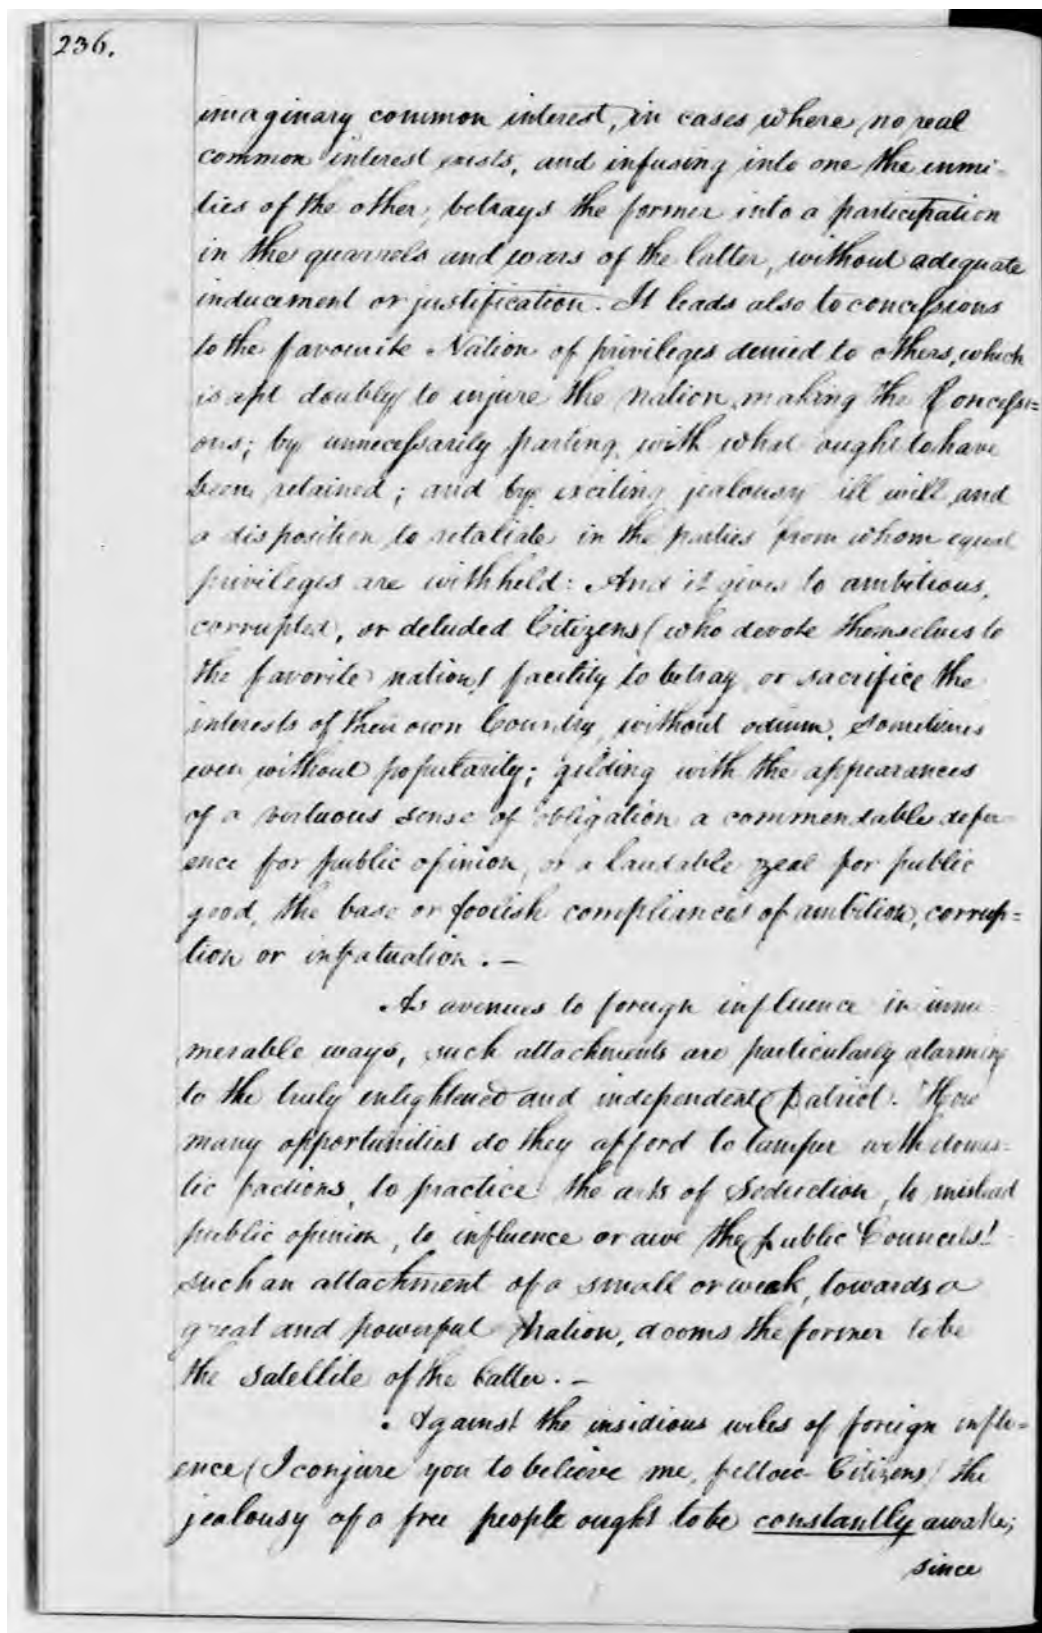 236.
imaginary common interest, in cases where no real
common interest exists, and infusing into one the enmi-
ties of the other, betrays the former into a participation
in the quarrels and wars of the latter, without adequate
inducement or justification. It leads also to concessions
to the favourite Nation of privileges denied to others, which
is apt doubly to injure the nation making the Concessi=
ons; by unnecessarily parting with what ought to have
been retained; and by exciting jealousy ill will and
a disposition to retaliate in the parties from whom equal
privileges are withheld: And it gives to ambitious,
corrupted, or deluded Citizens (who devote themselves to
the favorite nation) facility to betray or sacrifice the
interests of their own Country, without odium, sometimes
even without popularity; gilding with the appearances
of a virtuous sense of obligation a commendable defer-
ence for public opinion, or a laudable zeal for public
good, the base or foolish compliances of ambition, corrup=
tion or infatuation. —
As avenues to foreign influence in innu-
merable ways, such attachments are particularly alarming
to the truly enlightened and independent Patriot. How
many opportunities do they afford to tamper with domes-
tic factions, to practice the arts of Seduction, to mislead
public opinion, to influence or awe the public Councils!
such an attachment of a small or weak, towards a
great and powerful Nation, dooms the former to be
the satellite of the latter. —
Against the insidious wiles of foreign influ=
ence (I conjure you to believe me, fellow-Citizens) the
jealousy of a free people ought to be constantly awake;
since